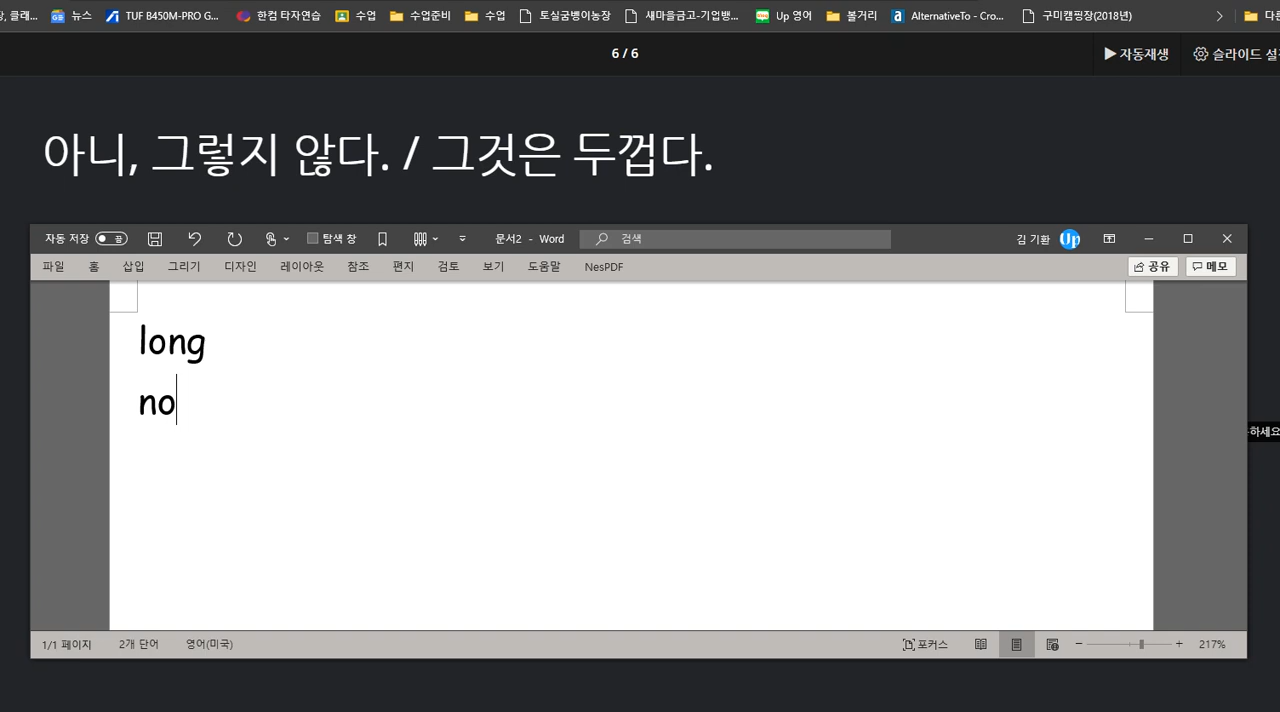 클래... 뉴스 TUF B450M-PRO G... 한컴 타자연습 수업 수업준비 수업 토실굼벵이농장 새마을금고-기업뱅... Up 영어 볼거리 AlternativeTo - Cro... 구미캠핑장(2018년)
6 / 6 ▶ 자동재생 슬라이드
아니, 그렇지 않다. / 그것은 두껍다.
자동 저장 끔 탐색 창 문서2 - Word 검색 김 기환 Up
파일 홈 삽입 그리기 디자인 레이아웃 참조 편지 검토 보기 도움말 NesPDF 공유 메모
long
no
하세요
1/1 페이지 2개 단어 영어(미국) 포커스 - + 217%